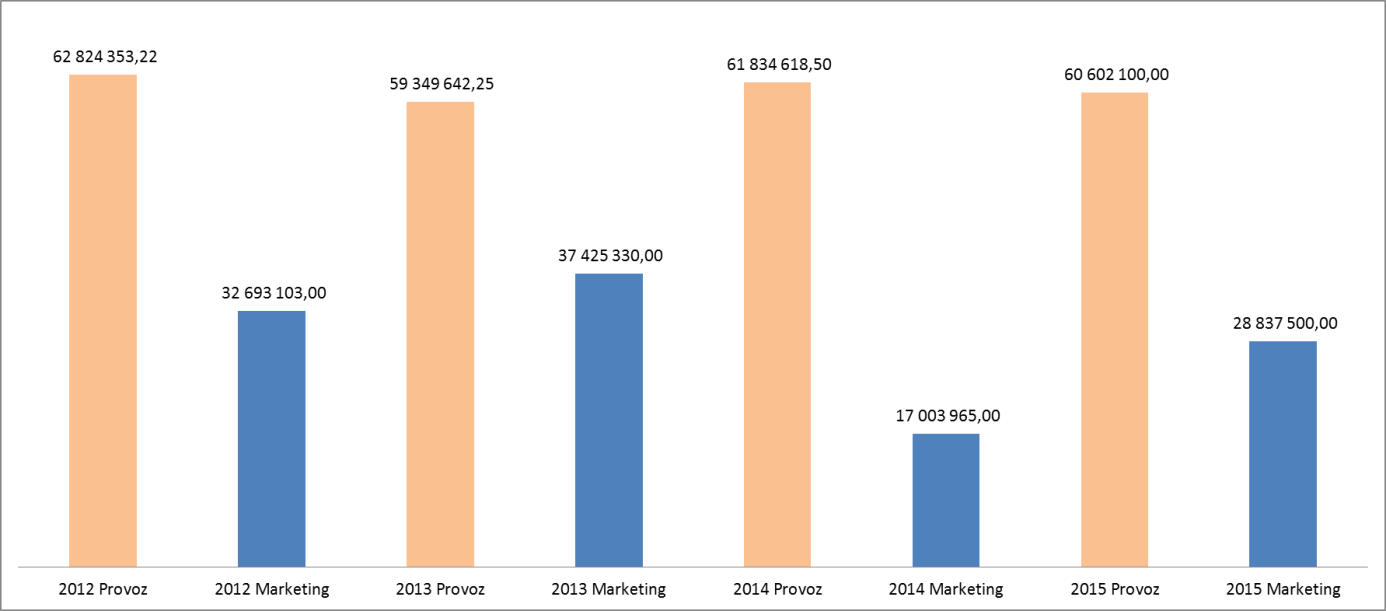 62 824 353,22
59 349 642,25
61 834 618,50
60 602 100,00
37 425 330,00
32 693 103,00
28 837 500,00
17 003 965,00
2012 Provoz
2012 Marketing
2013 Provoz
2013 Marketing
2014 Provoz
2014 Marketing
2015 Provoz
2015 Marketing